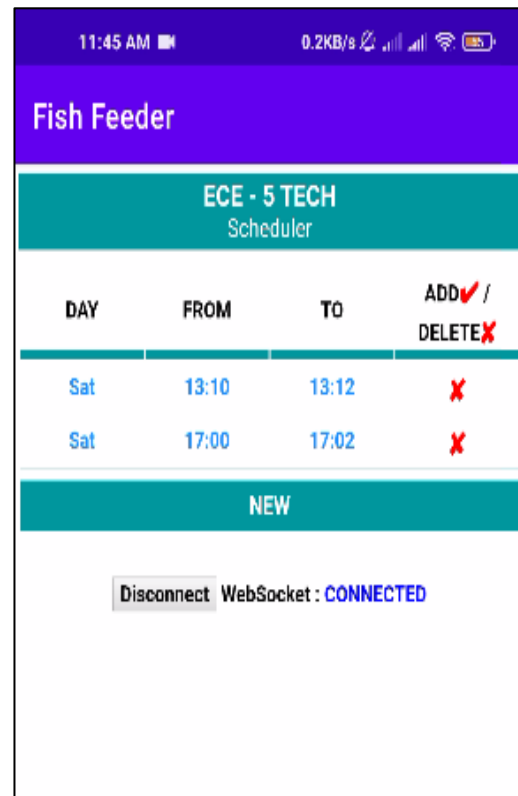 11:45 AM 0.2KB/s
Fish Feeder
ECE - 5 TECH
Scheduler
DAY FROM TO ADD✔ / DELETE✘
Sat 13:10 13:12 ✘
Sat 17:00 17:02 ✘
NEW
Disconnect WebSocket : CONNECTED